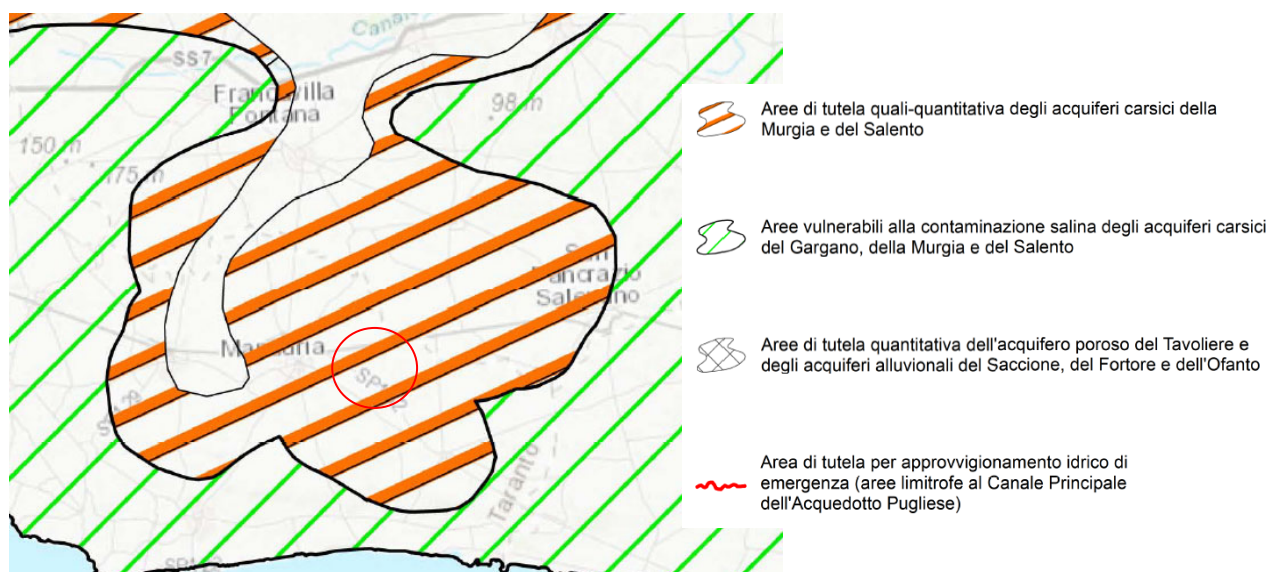 Canale
SS7
Francavilla
Fontana
98 m
150 m
175 m
San
Pancrazio
Salentino
Manduria
Taranto
Aree di tutela quali-quantitativa degli acquiferi carsici della
Murgia e del Salento
Aree vulnerabili alla contaminazione salina degli acquiferi carsici
del Gargano, della Murgia e del Salento
Aree di tutela quantitativa dell'acquifero poroso del Tavoliere e
degli acquiferi alluvionali del Saccione, del Fortore e dell'Ofanto
Area di tutela per approvvigionamento idrico di
emergenza (aree limitrofe al Canale Principale
dell'Acquedotto Pugliese)